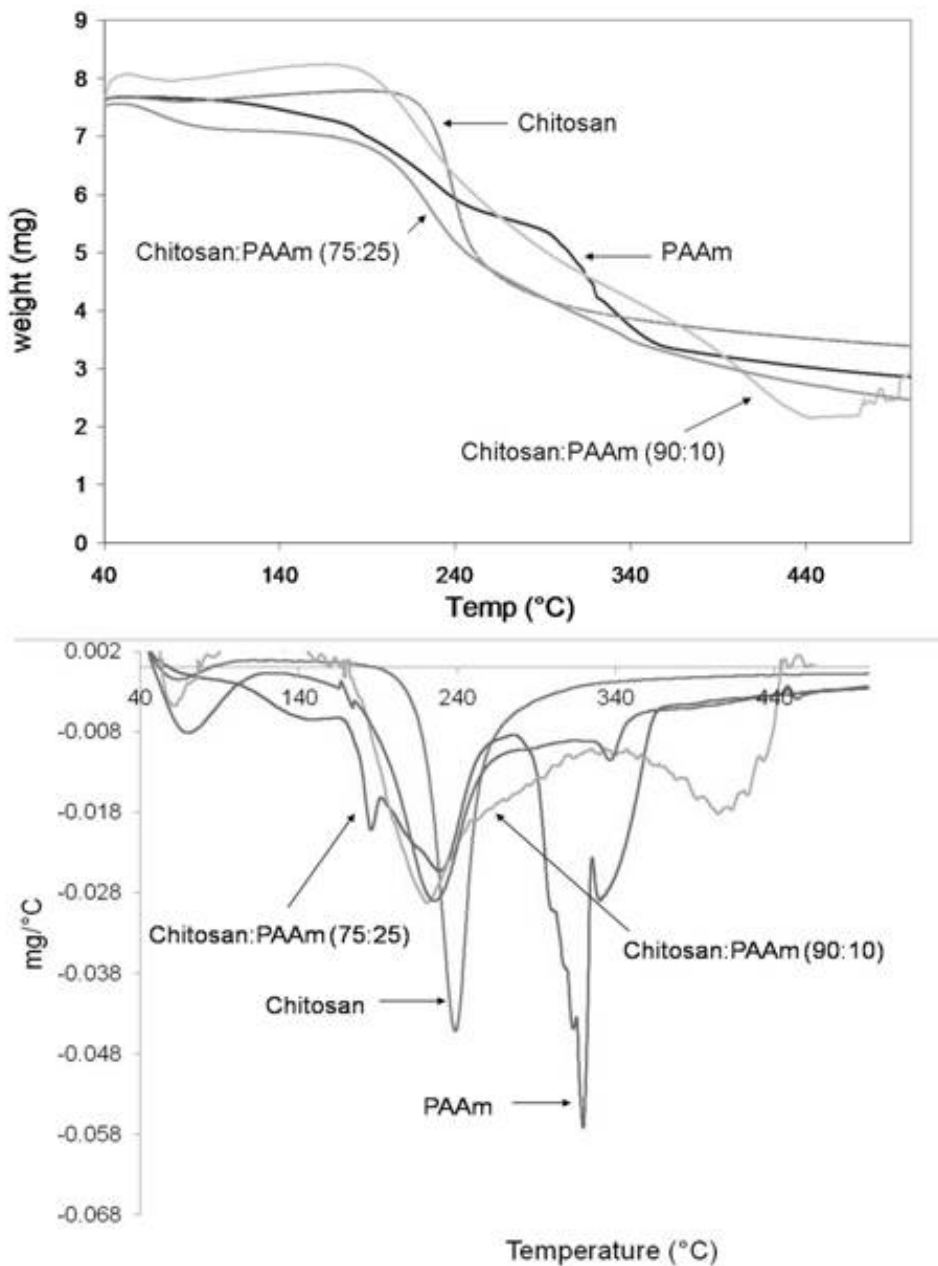 9
8
7
6
5
4
3
2
1
0
weight (mg)
Chitosan
Chitosan:PAAm (75:25)
PAAm
Chitosan:PAAm (90:10)
40 140 240 340 440
Temp (°C)
0.002
-0.008
-0.018
-0.028
-0.038
-0.048
-0.058
-0.068
mg/°C
40 140 240 340 440
Chitosan:PAAm (75:25)
Chitosan:PAAm (90:10)
Chitosan
PAAm
Temperature (°C)